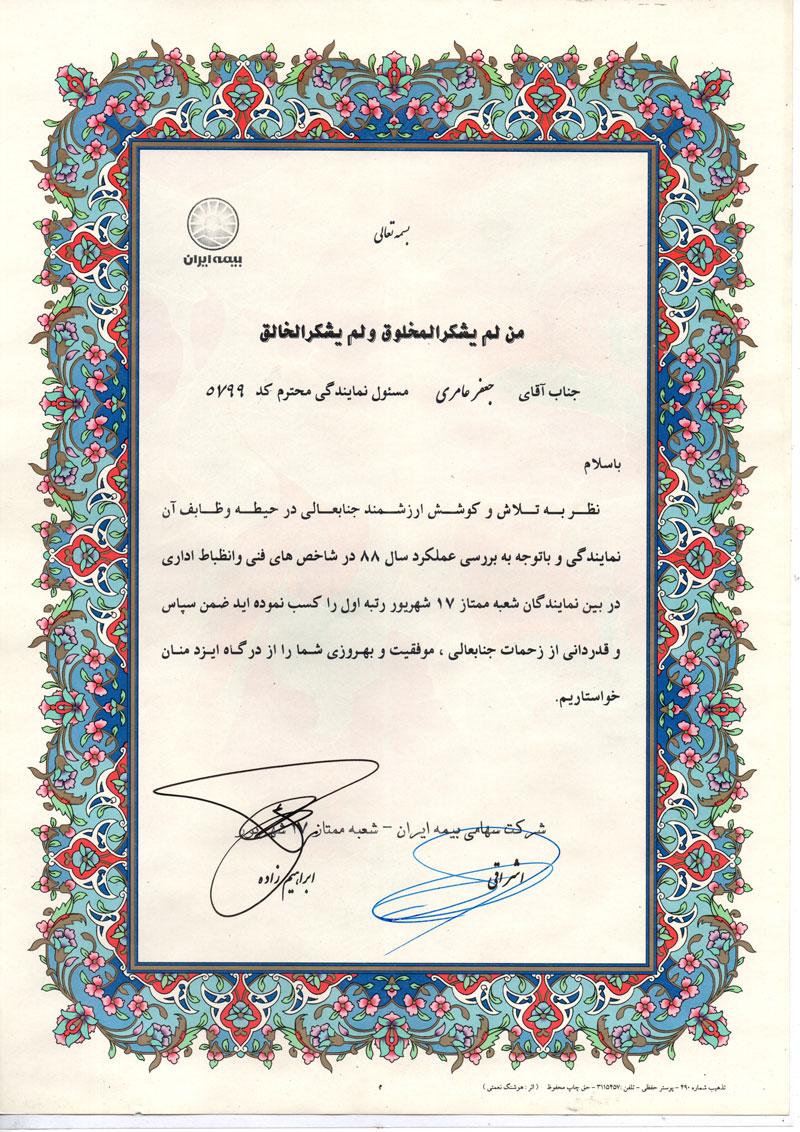 بسمه تعالی
بیمه ایران
من لم یشکرالمخلوق ولم یشکرالخالق
جناب آقای جعفر عامری مسئول نمایندگی محترم کد ۵۷۹۹
باسلام
نظر به تلاش و کوشش ارزشمند جنابعالی در حیطه وظایف آن
نمایندگی و باتوجه به بررسی عملکرد سال ۸۸ در شاخص های فنی وانظباط اداری
در بین نمایندگان شعبه ممتاز ۱۷ شهریور رتبه اول را کسب نموده اید ضمن سپاس
و قدردانی از زحمات جنابعالی ، موفقیت و بهروزی شما را از درگاه ایزد منان
خواستاریم.
شرکت سهامی بیمه ایران – شعبه ممتاز ۱۷ شهریور
اشراقی
ابراهیم زاده
تذهیب شماره ۴۹۰ – پوستر حفظی – تلفن :۳۱۱۵۴۵۷ – حق چاپ محفوظ ( اثر : هوشنگ نعمتی )